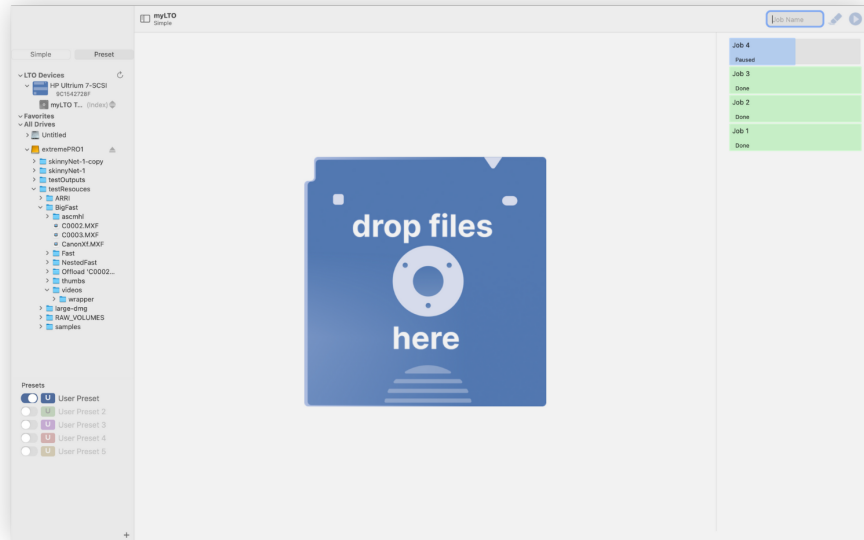 myLTO
Simple
Job Name
Simple
Preset
LTO Devices
HP Ultrium 7-SCSI
9C1542728F
myLTO T... (Index)
Favorites
All Drives
Untitled
extremePRO1
skinnyNet-1-copy
skinnyNet-1
testOutputs
testResouces
ARRI
BigFast
ascmhl
C0002.MXF
C0003.MXF
CanonXf.MXF
Fast
NestedFast
Offload 'C0002...
thumbs
videos
wrapper
large-dmg
RAW_VOLUMES
samples
Presets
U User Preset
U User Preset 2
U User Preset 3
U User Preset 4
U User Preset 5
drop files
here
Job 4
Paused
Job 3
Done
Job 2
Done
Job 1
Done